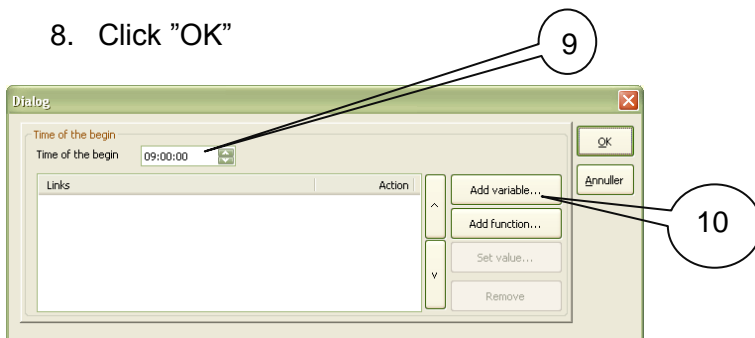 8. Click ”OK”
9
Dialog
Time of the begin
Time of the begin 09:00:00
OK
Annuller
Links Action
^
Add variable...
Add function...
10
Set value...
v
Remove